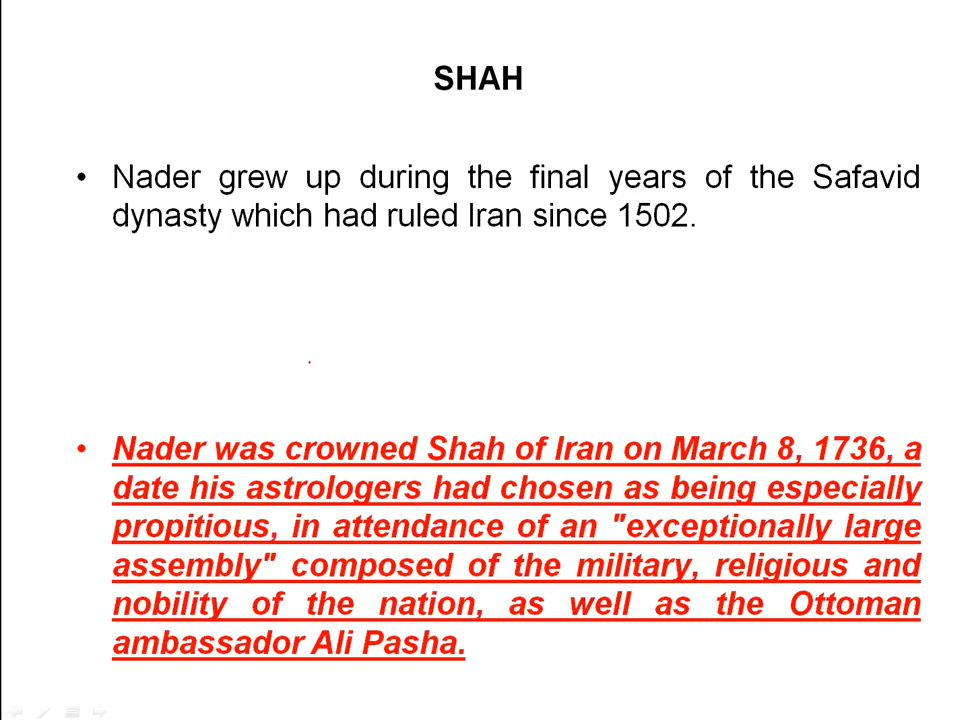 SHAH
• Nader grew up during the final years of the Safavid
dynasty which had ruled Iran since 1502.
• Nader was crowned Shah of Iran on March 8, 1736, a
date his astrologers had chosen as being especially
propitious, in attendance of an "exceptionally large
assembly" composed of the military, religious and
nobility of the nation, as well as the Ottoman
ambassador Ali Pasha.